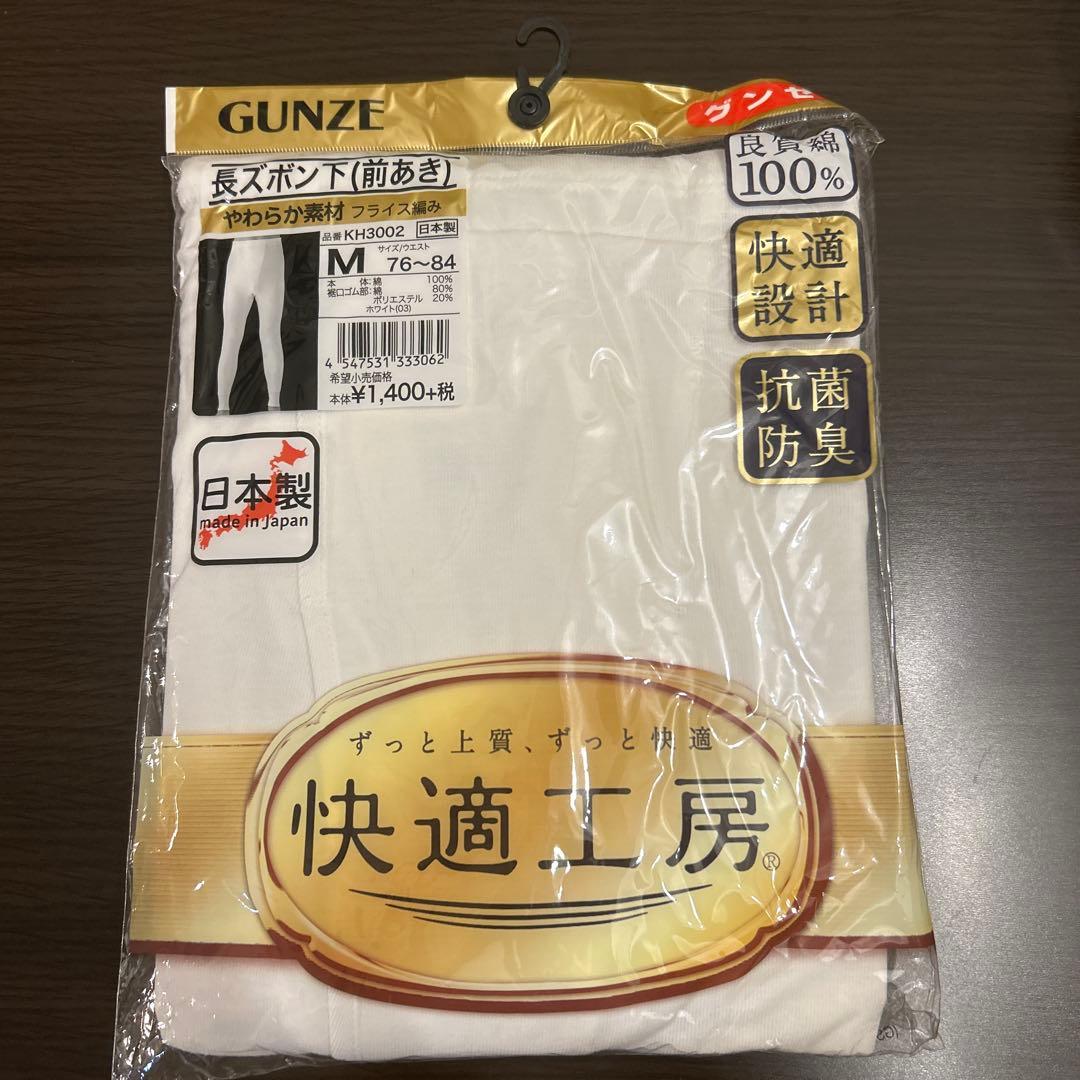 GUNZE
グンゼ
長ズボン下(前あき)
やわらか素材 フライス編み
品番 KH3002 日本製
サイズ/ウエスト
M 76〜84
本 体:綿 100%
裾口ゴム部:綿 80%
ポリエステル 20%
ホワイト(03)
4 547531 333062
希望小売価格
本体¥1,400+税
良質綿
100%
快適
設計
抗菌
防臭
日本製
made in Japan
ずっと上質、ずっと快適
快適工房®